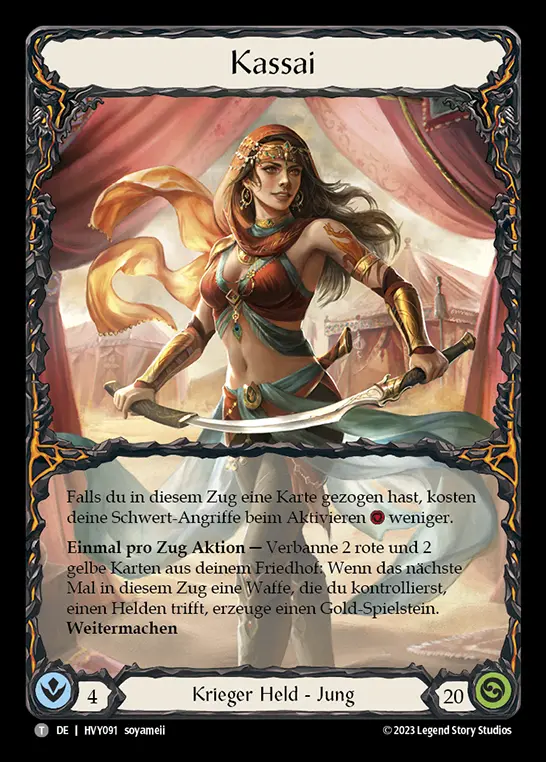 Kassai
Falls du in diesem Zug eine Karte gezogen hast, kosten
deine Schwert-Angriffe beim Aktivieren weniger.
Einmal pro Zug Aktion — Verbanne 2 rote und 2
gelbe Karten aus deinem Friedhof: Wenn das nächste
Mal in diesem Zug eine Waffe, die du kontrollierst,
einen Helden trifft, erzeuge einen Gold-Spielstein.
Weitermachen
4
Krieger Held - Jung
20
T DE | HVY091 soyameii
© 2023 Legend Story Studios